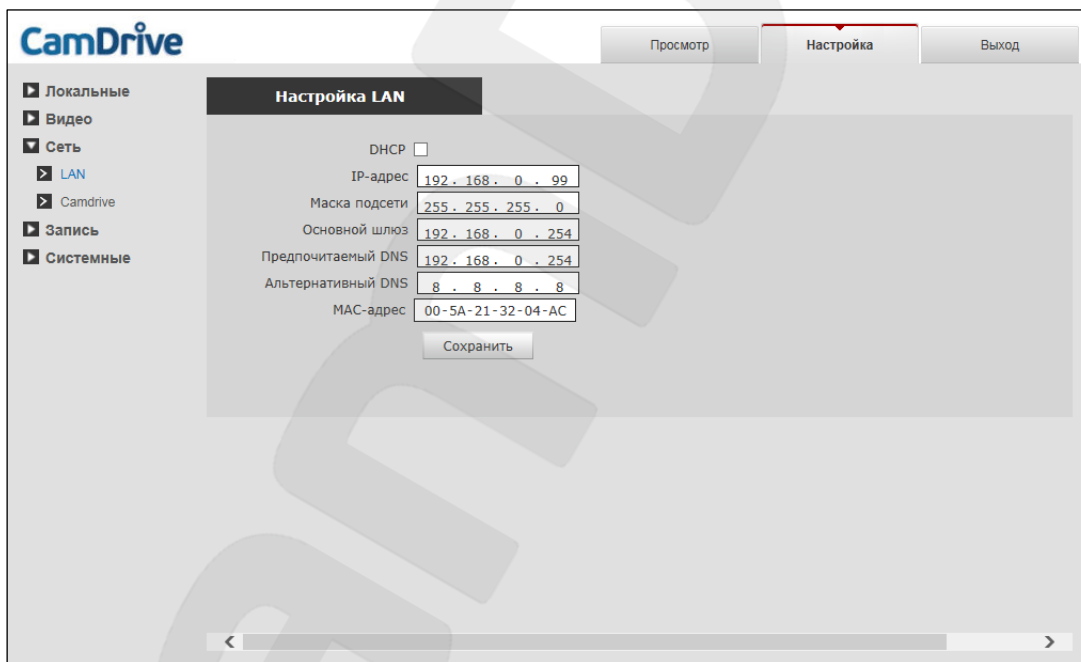 CamDrive
Просмотр
Настройка
Выход
Локальные
Видео
Сеть
LAN
Camdrive
Запись
Системные
Настройка LAN
DHCP
IP-адрес 192. 168. 0 . 99
Маска подсети 255. 255. 255. 0
Основной шлюз 192. 168. 0 . 254
Предпочитаемый DNS 192. 168. 0 . 254
Альтернативный DNS 8 . 8 . 8 . 8
MAC-адрес 00-5A-21-32-04-AC
Сохранить